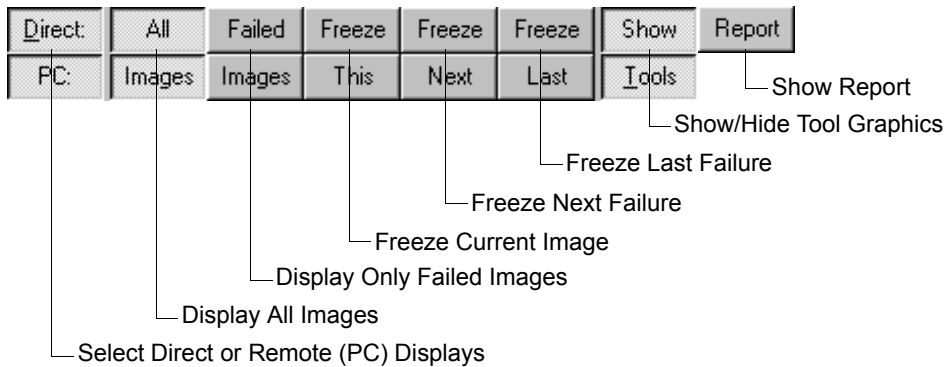 Direct: All Failed Freeze Freeze Freeze Show Report
PC: Images Images This Next Last Tools
Show Report
Show/Hide Tool Graphics
Freeze Last Failure
Freeze Next Failure
Freeze Current Image
Display Only Failed Images
Display All Images
Select Direct or Remote (PC) Displays